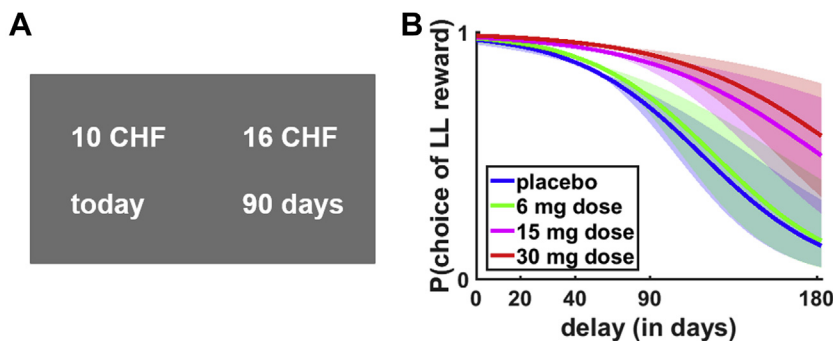 A
10 CHF 16 CHF
today 90 days
B
P(choice of LL reward)
1
0
placebo
6 mg dose
15 mg dose
30 mg dose
0 20 40 90 180
delay (in days)